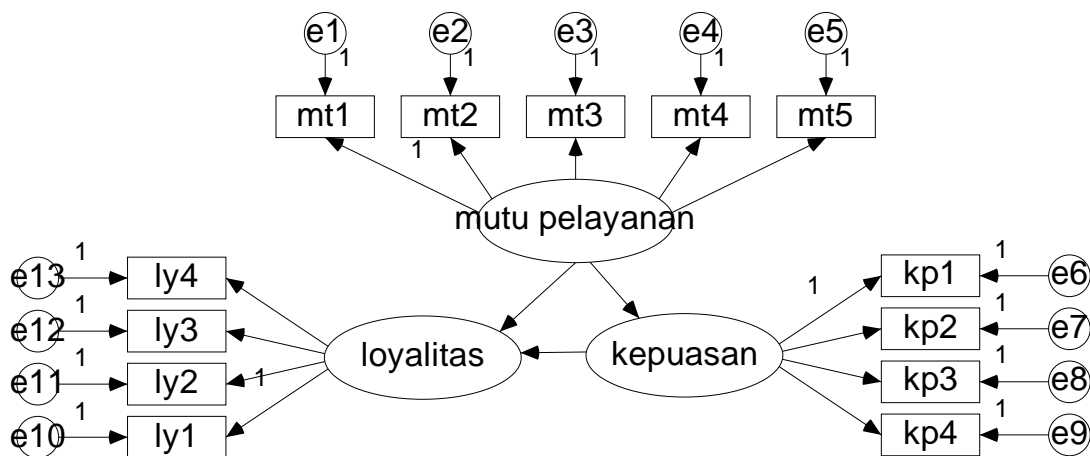 e1 e2 e3 e4 e5
1 1 1 1 1
mt1 mt2 mt3 mt4 mt5
1
mutu pelayanan
e13 1 ly4
e12 1 ly3
e11 1 ly2
e10 1 ly1
1
loyalitas
kepuasan
1
kp1 1 e6
kp2 1 e7
kp3 1 e8
kp4 1 e9